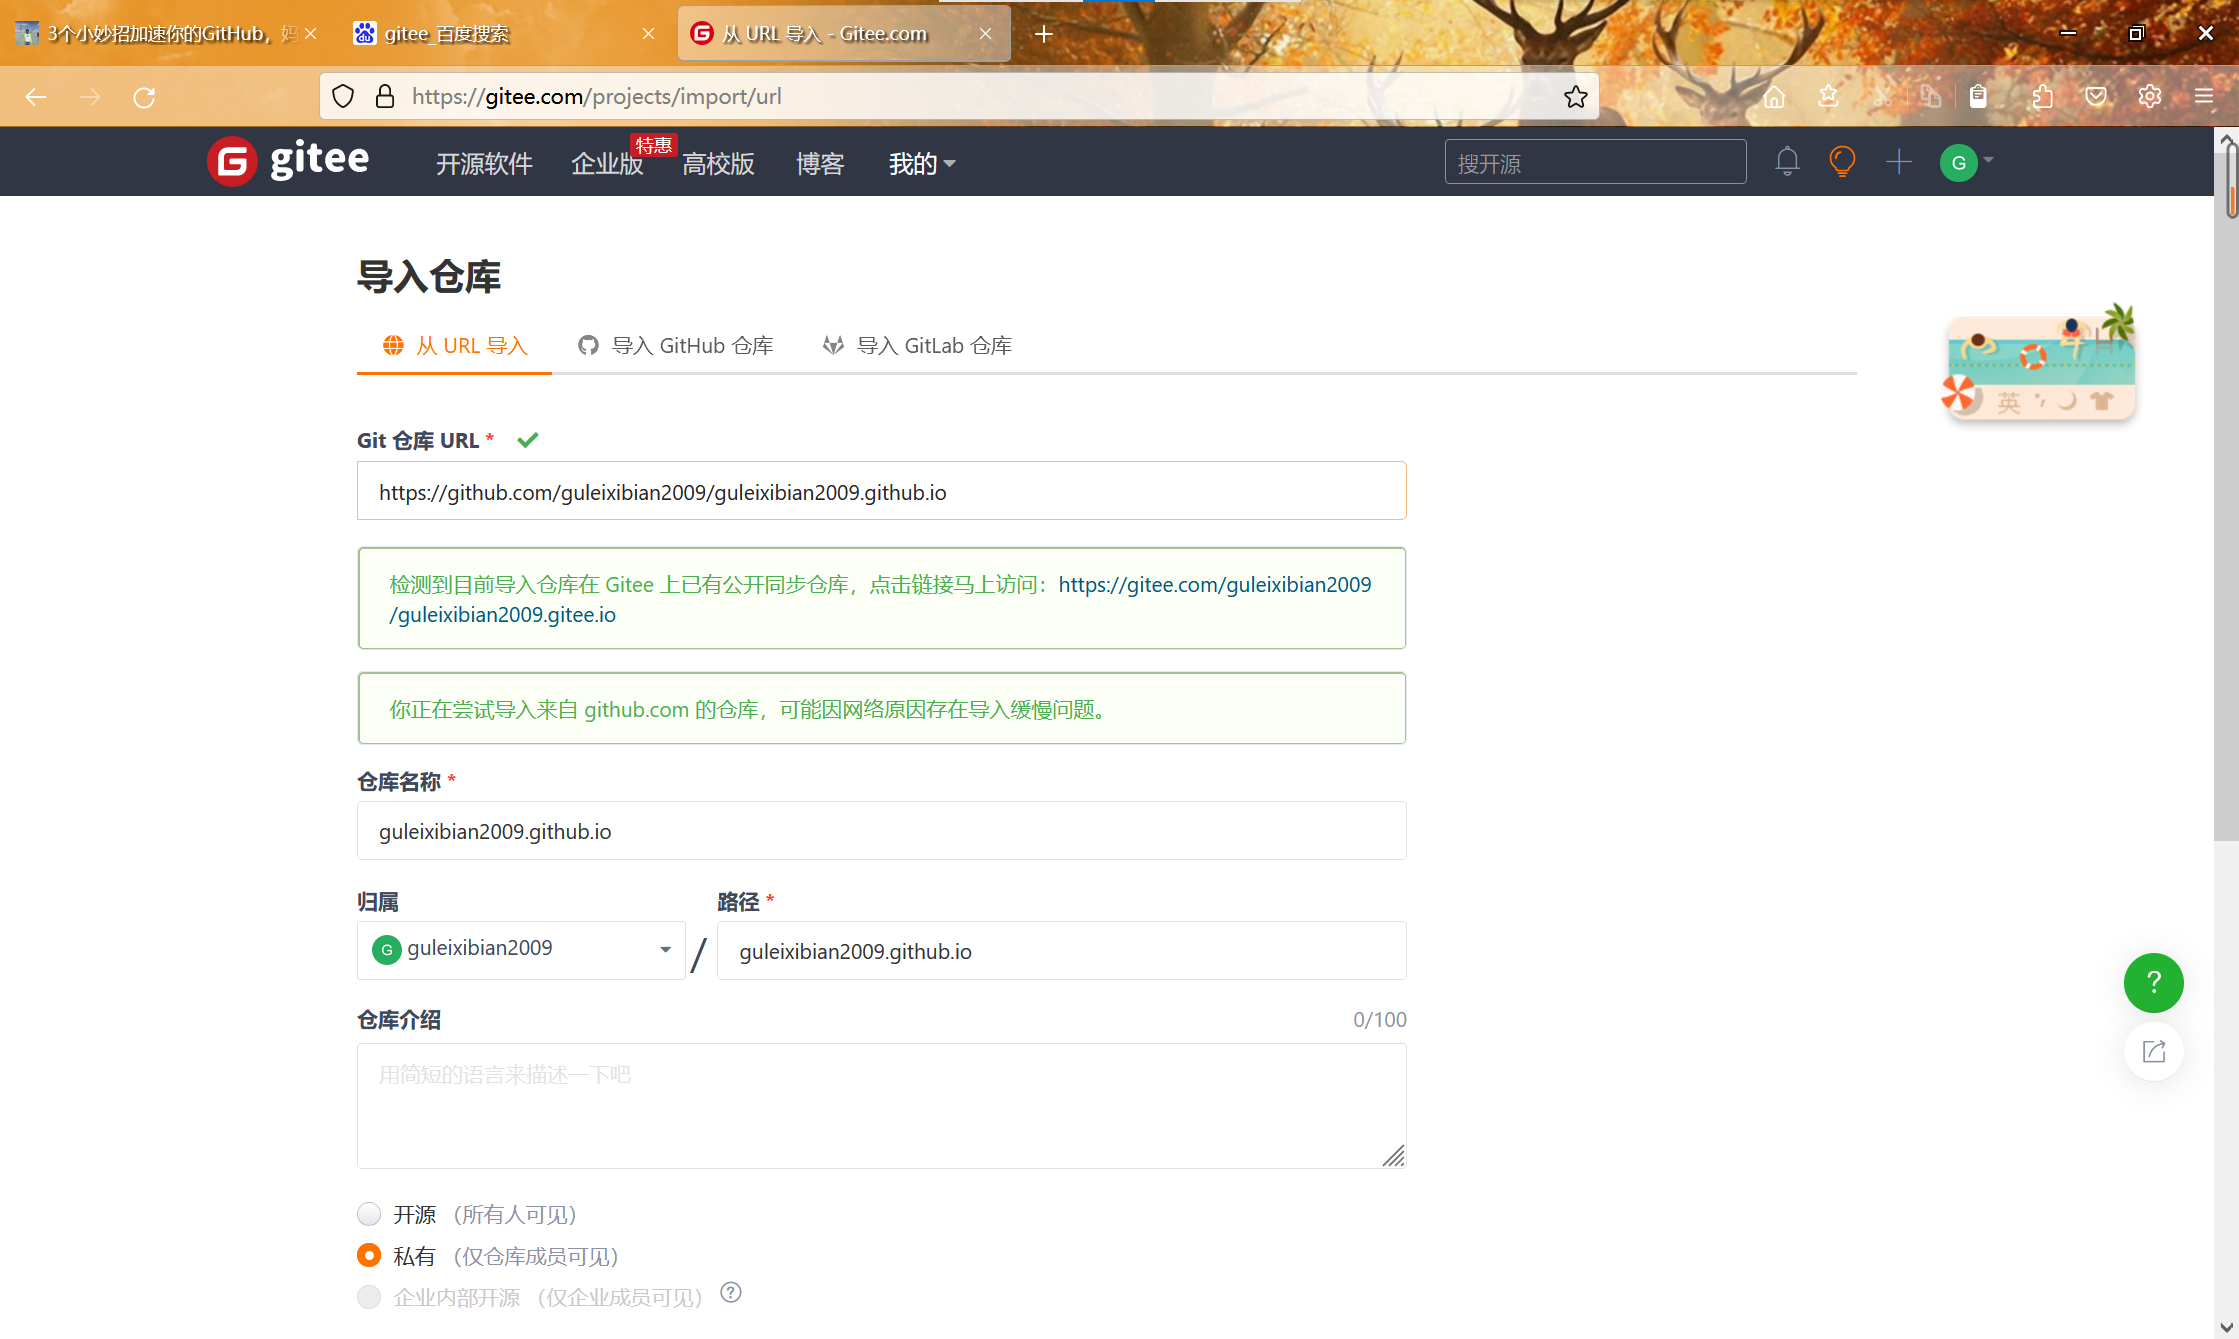 3个小妙招加速你的GitHub，妈
gitee_百度搜索
从 URL 导入 - Gitee.com
https://gitee.com/projects/import/url
gitee
开源软件
企业版
特惠
高校版
博客
我的
搜开源
G
导入仓库
从 URL 导入
导入 GitHub 仓库
导入 GitLab 仓库
英
Git 仓库 URL *
https://github.com/guleixibian2009/guleixibian2009.github.io
检测到目前导入仓库在 Gitee 上已有公开同步仓库，点击链接马上访问：https://gitee.com/guleixibian2009
/guleixibian2009.gitee.io
你正在尝试导入来自 github.com 的仓库，可能因网络原因存在导入缓慢问题。
仓库名称 *
guleixibian2009.github.io
归属
路径 *
G guleixibian2009
/
guleixibian2009.github.io
仓库介绍
0/100
用简短的语言来描述一下吧
开源 （所有人可见）
私有 （仅仓库成员可见）
企业内部开源 （仅企业成员可见） ?
?